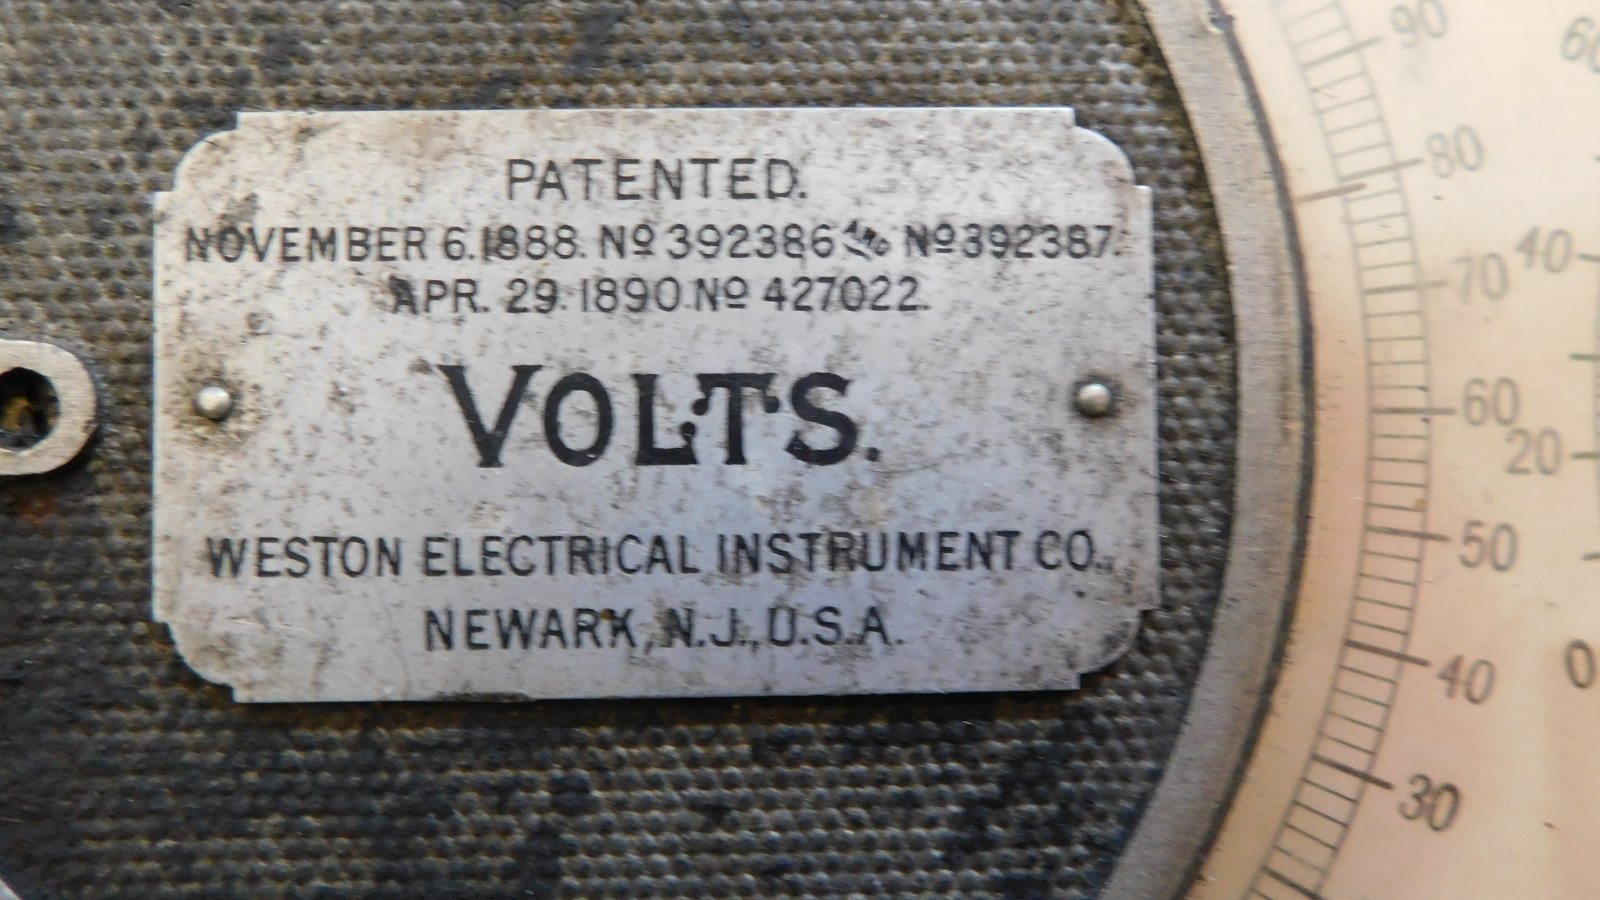 PATENTED.
NOVEMBER 6.1888. Nº 392386 AND Nº 392387.
APR. 29. 1890. Nº 427022.
VOLTS.
WESTON ELECTRICAL INSTRUMENT CO.,
NEWARK, N.J., U.S.A.
90
80
70
60
50
40
30
40
20
0